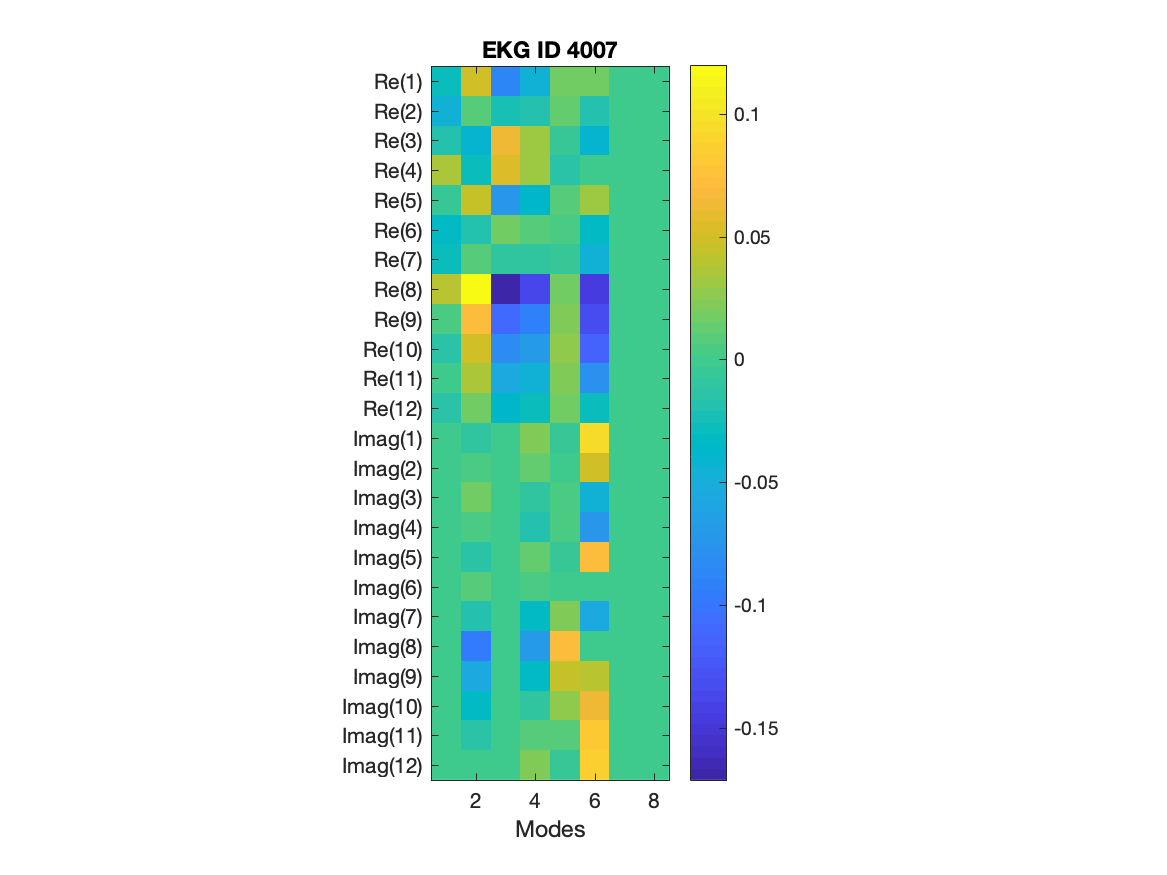 EKG ID 4007
Re(1)
Re(2)
Re(3)
Re(4)
Re(5)
Re(6)
Re(7)
Re(8)
Re(9)
Re(10)
Re(11)
Re(12)
Imag(1)
Imag(2)
Imag(3)
Imag(4)
Imag(5)
Imag(6)
Imag(7)
Imag(8)
Imag(9)
Imag(10)
Imag(11)
Imag(12)
2 4 6 8
Modes
0.1
0.05
0
-0.05
-0.1
-0.15